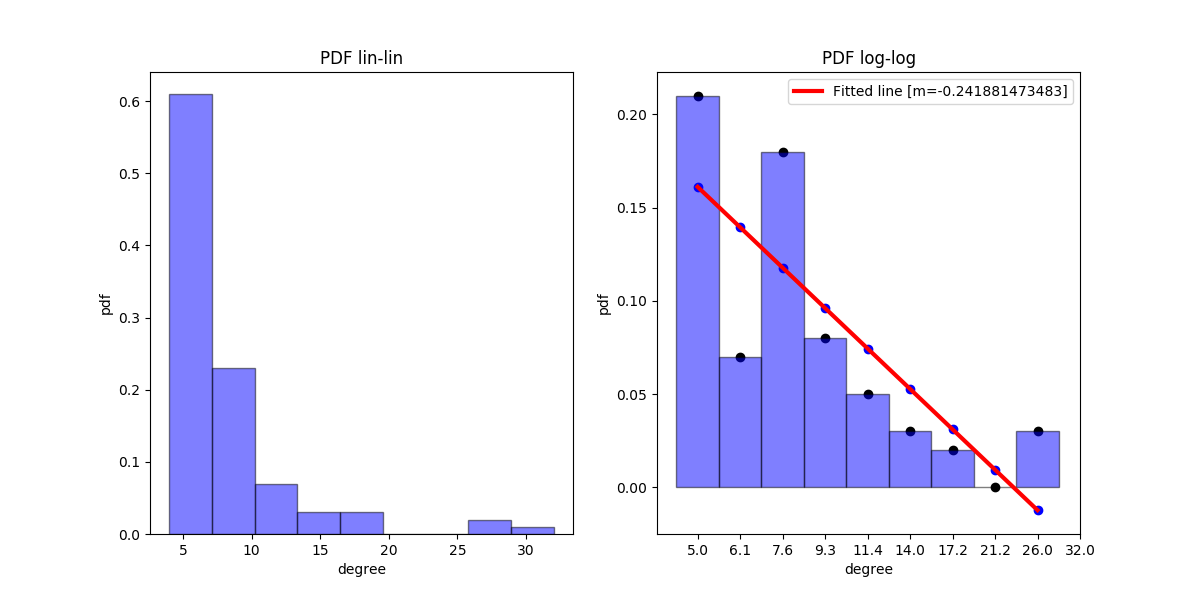 PDF lin-lin
0.6
0.5
0.4
0.3
0.2
0.1
0.0
pdf
5 10 15 20 25 30
degree
PDF log-log
Fitted line [m=-0.241881473483]
0.20
0.15
0.10
0.05
0.00
pdf
5.0 6.1 7.6 9.3 11.4 14.0 17.2 21.2 26.0 32.0
degree